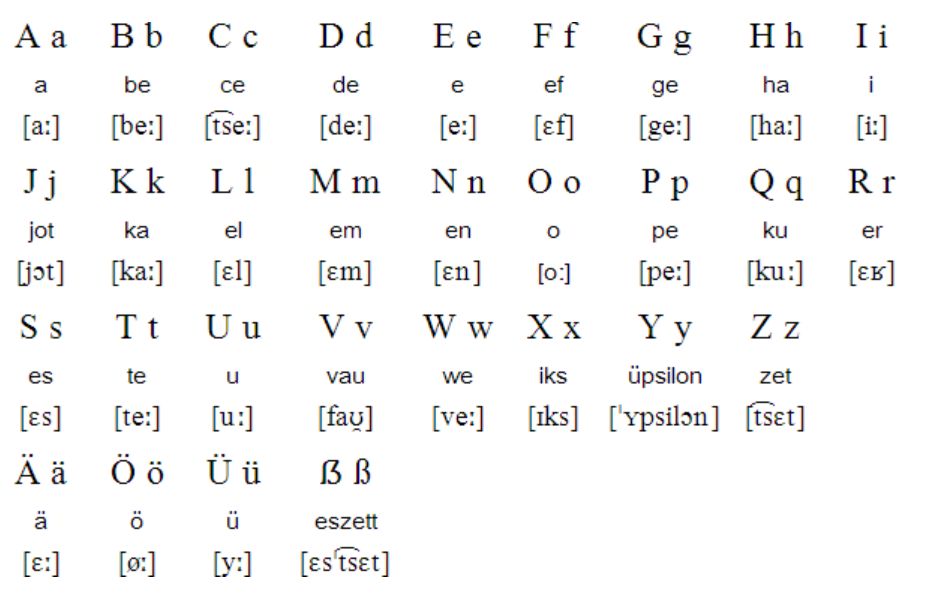 A a B b C c D d E e F f G g H h I i
a be ce de e ef ge ha i
[aː] [beː] [t͡seː] [deː] [eː] [ɛf] [geː] [haː] [iː]
J j K k L l M m N n O o P p Q q R r
jot ka el em en o pe ku er
[jɔt] [kaː] [ɛl] [ɛm] [ɛn] [oː] [peː] [kuː] [ɛʁ]
S s T t U u V v W w X x Y y Z z
es te u vau we iks üpsilon zet
[ɛs] [teː] [uː] [faʊ̯] [veː] [ɪks] [ˈʏpsilɔn] [t͡sɛt]
Ä ä Ö ö Ü ü ẞ ß
ä ö ü eszett
[ɛː] [øː] [yː] [ɛsˈt͡sɛt]